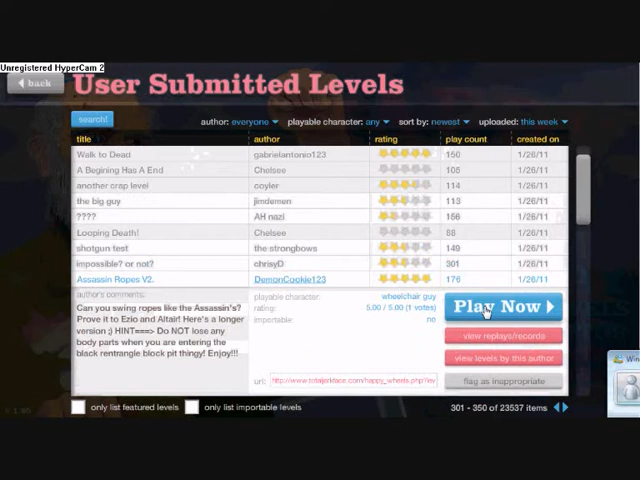 Unregistered HyperCam 2
back
User Submitted Levels
search!
author: everyone playable character: any sort by: newest uploaded: this week
title author rating play count created on
Walk to Dead gabrielantonio123 150 1/26/11
A Begining Has A End Chelsee 105 1/26/11
another crap level coyler 114 1/26/11
the big guy jimdemen 113 1/26/11
???? AH nazi 156 1/26/11
Looping Death! Chelsee 88 1/26/11
shotgun test the strongbows 149 1/26/11
impossible? or not? chrisyD 301 1/26/11
Assassin Ropes V2. DemonCookie123 176 1/26/11
author's comments:
Can you swing ropes like the Assassin's?
Prove it to Ezio and Altair! Here's a longer
version ;) HINT===> Do NOT lose any
body parts when you are entering the
black rentrangle block pit thingy! Enjoy!!!
playable character: wheelchair guy
rating: 5.00 / 5.00 (1 votes)
importable: no
url: http://www.totaljerkface.com/happy_wheels.php?lev
Play Now
view replays/records
view levels by this author
flag as inappropriate
only list featured levels only list importable levels 301 - 350 of 23537 items
Win